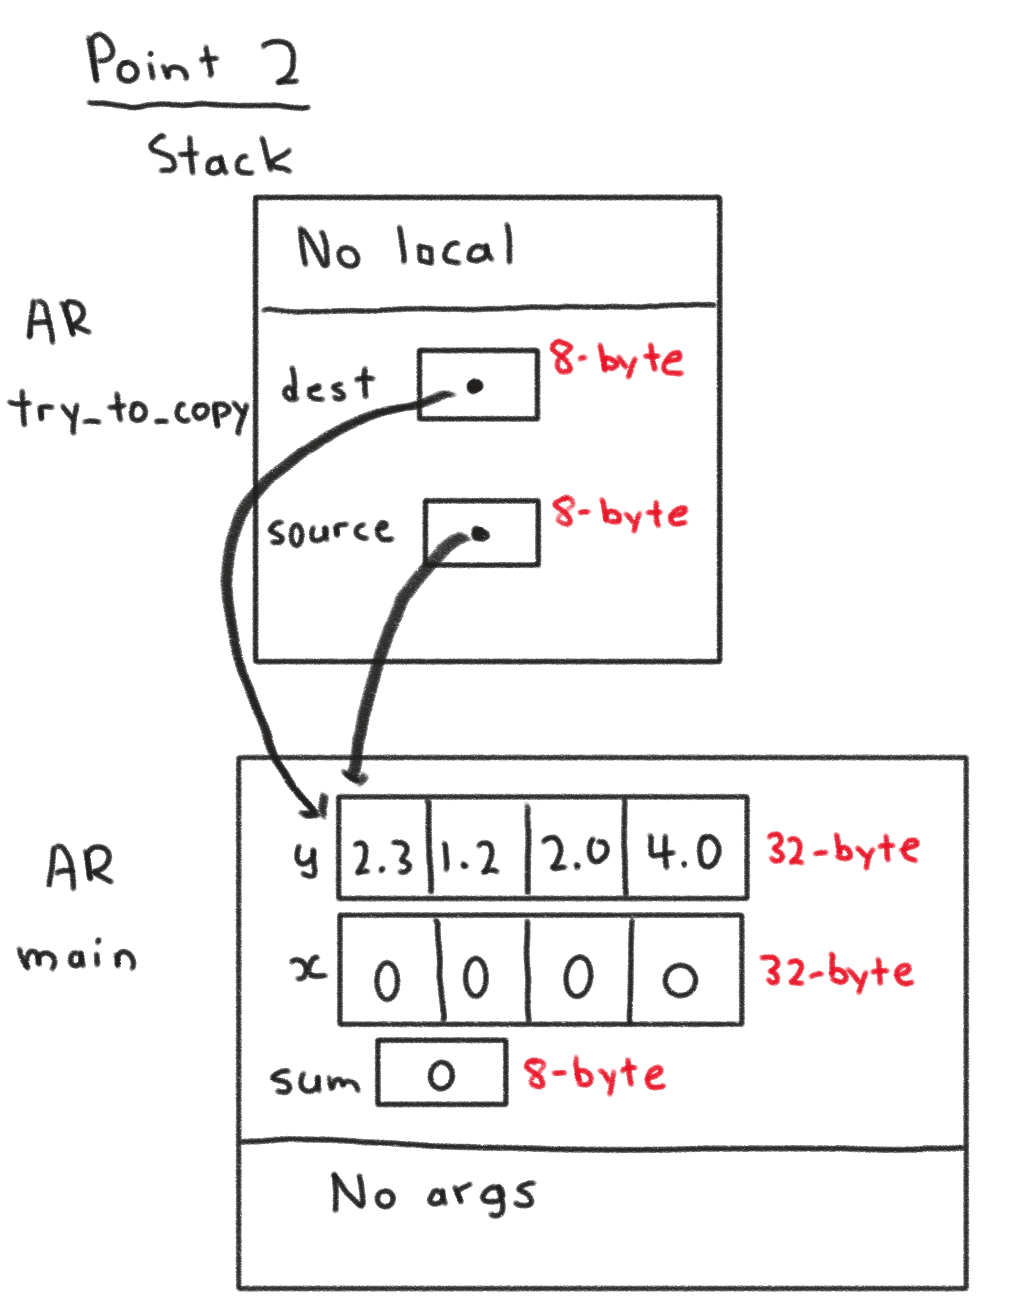 Point 2
Stack
No local
AR
try_to_copy
dest
8-byte
source
8-byte
AR
main
y 2.3 1.2 2.0 4.0 32-byte
x 0 0 0 0 32-byte
sum 0 8-byte
No args